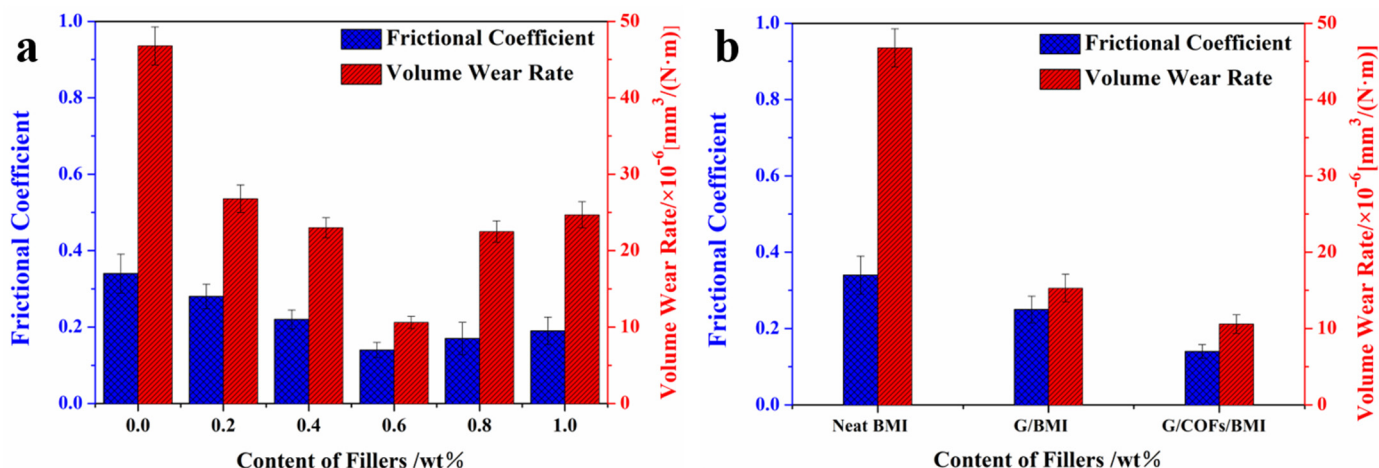 a
Frictional Coefficient
Volume Wear Rate
1.0
0.8
0.6
0.4
0.2
0.0
Frictional Coefficient
50
40
30
20
10
0
Volume Wear Rate/×10⁻⁶[mm³/(N·m)]
0.0 0.2 0.4 0.6 0.8 1.0
Content of Fillers /wt%
b
Frictional Coefficient
Volume Wear Rate
1.0
0.8
0.6
0.4
0.2
0.0
Frictional Coefficient
50
40
30
20
10
0
Volume Wear Rate/×10⁻⁶[mm³/(N·m)]
Neat BMI G/BMI G/COFs/BMI
Content of Fillers /wt%